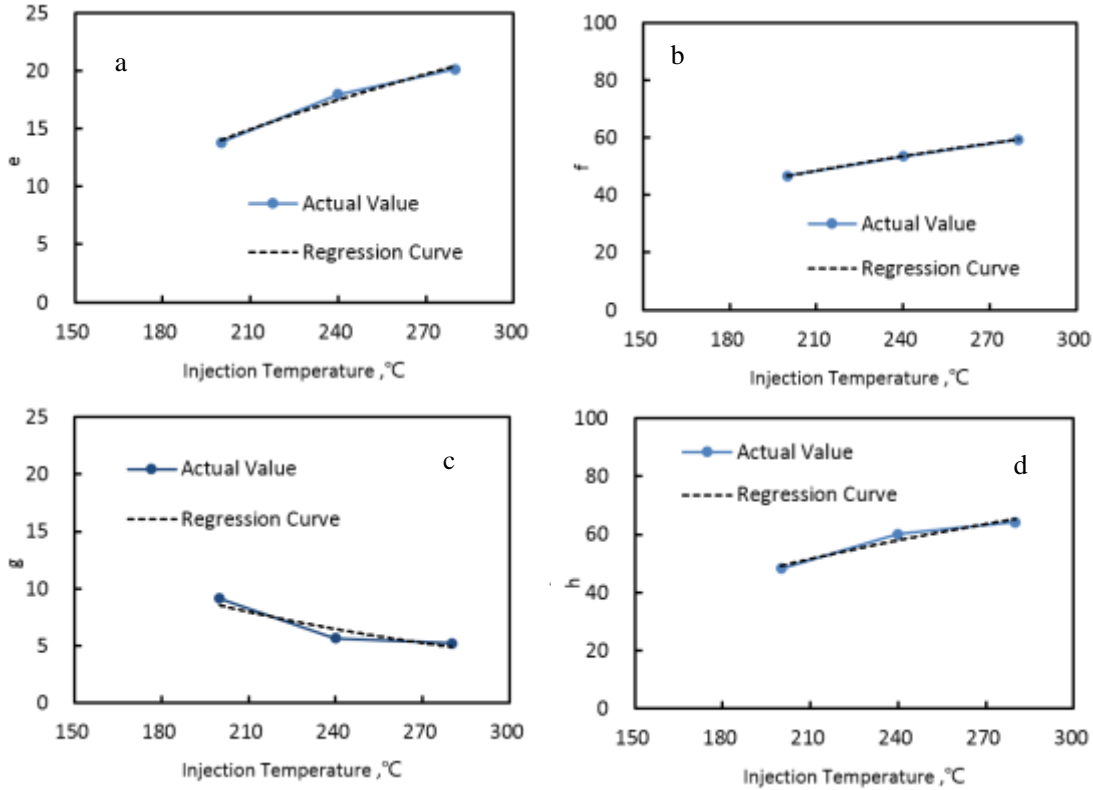 25
20
15
10
5
0
e
a
Actual Value
Regression Curve
150 180 210 240 270 300
Injection Temperature ,℃
100
80
60
40
20
0
f
b
Actual Value
Regression Curve
150 180 210 240 270 300
Injection Temperature ,℃
25
20
15
10
5
0
g
c
Actual Value
Regression Curve
150 180 210 240 270 300
Injection Temperature ,℃
100
80
60
40
20
0
h
d
Actual Value
Regression Curve
150 180 210 240 270 300
Injection Temperature ,℃